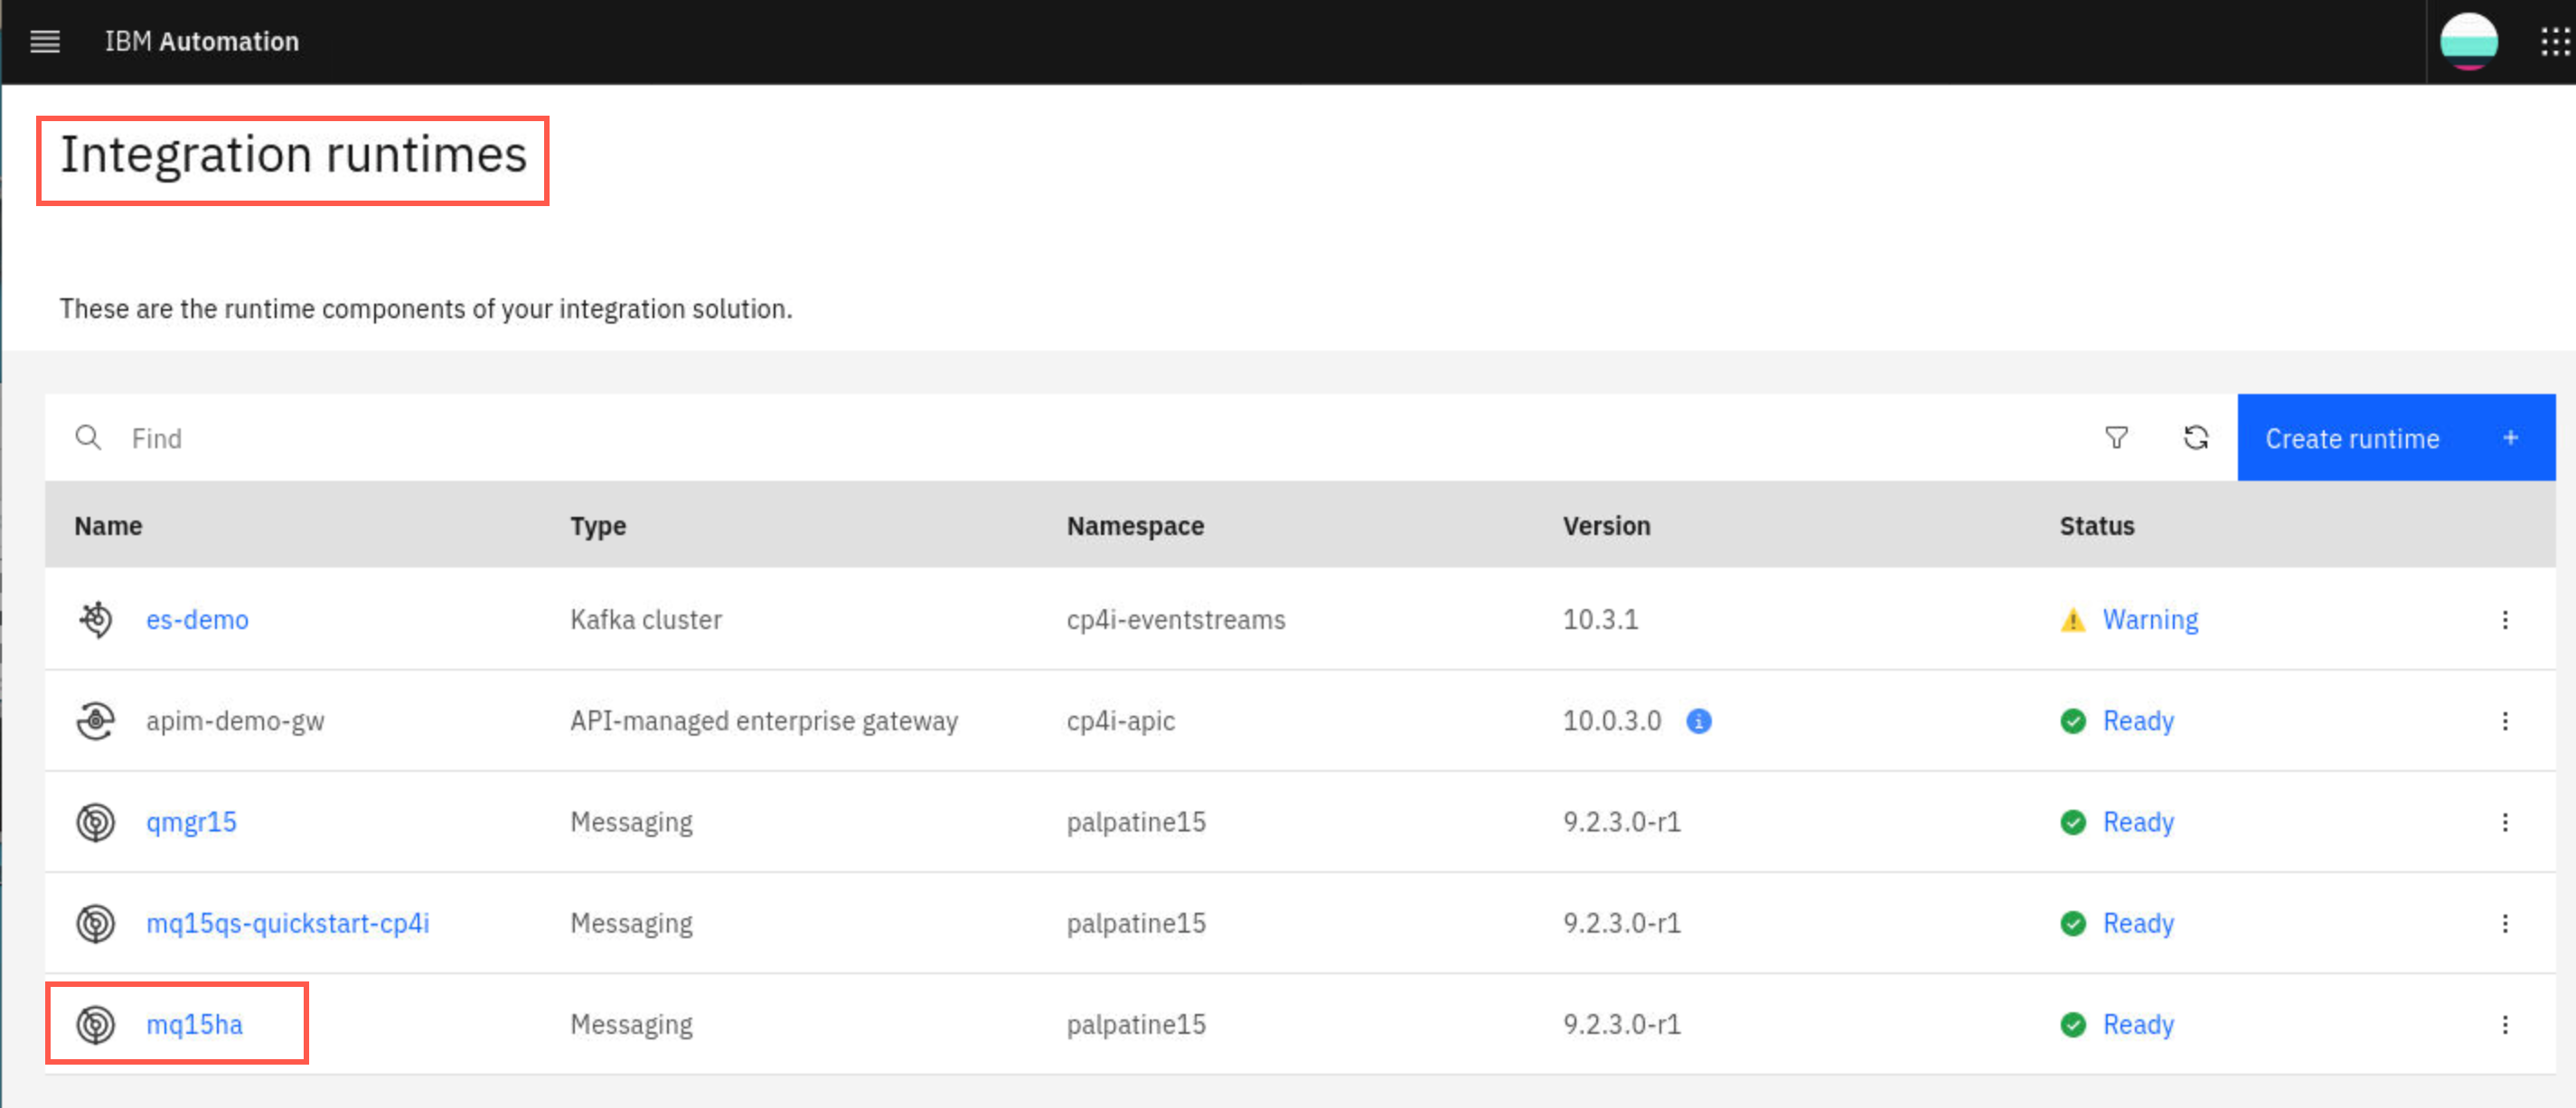 IBM Automation
Integration runtimes
These are the runtime components of your integration solution.
Find
Create runtime +
Name Type Namespace Version Status
es-demo Kafka cluster cp4i-eventstreams 10.3.1 Warning
apim-demo-gw API-managed enterprise gateway cp4i-apic 10.0.3.0 Ready
qmgr15 Messaging palpatine15 9.2.3.0-r1 Ready
mq15qs-quickstart-cp4i Messaging palpatine15 9.2.3.0-r1 Ready
mq15ha Messaging palpatine15 9.2.3.0-r1 Ready